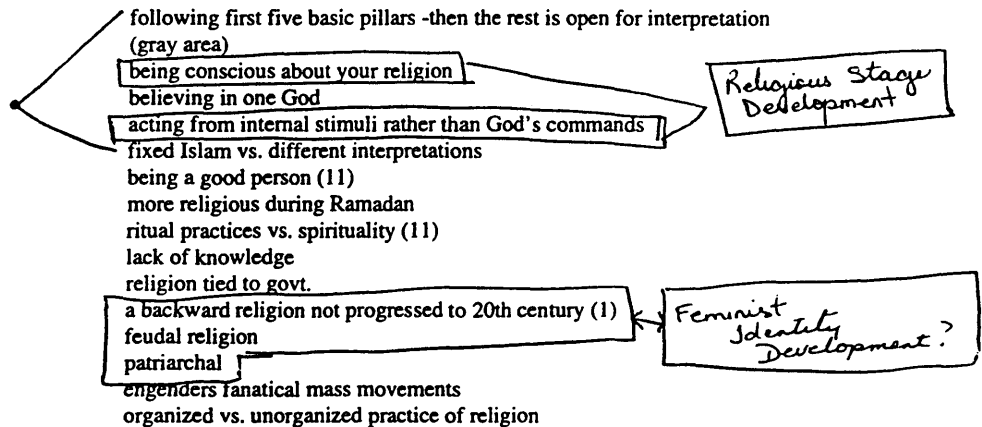 following first five basic pillars -then the rest is open for interpretation
(gray area)
being conscious about your religion
believing in one God
acting from internal stimuli rather than God's commands
fixed Islam vs. different interpretations
being a good person (11)
more religious during Ramadan
ritual practices vs. spirituality (11)
lack of knowledge
religion tied to govt.
a backward religion not progressed to 20th century (1)
feudal religion
patriarchal
engenders fanatical mass movements
organized vs. unorganized practice of religion
Religious Stage
Development
Feminist
Identity
Development?